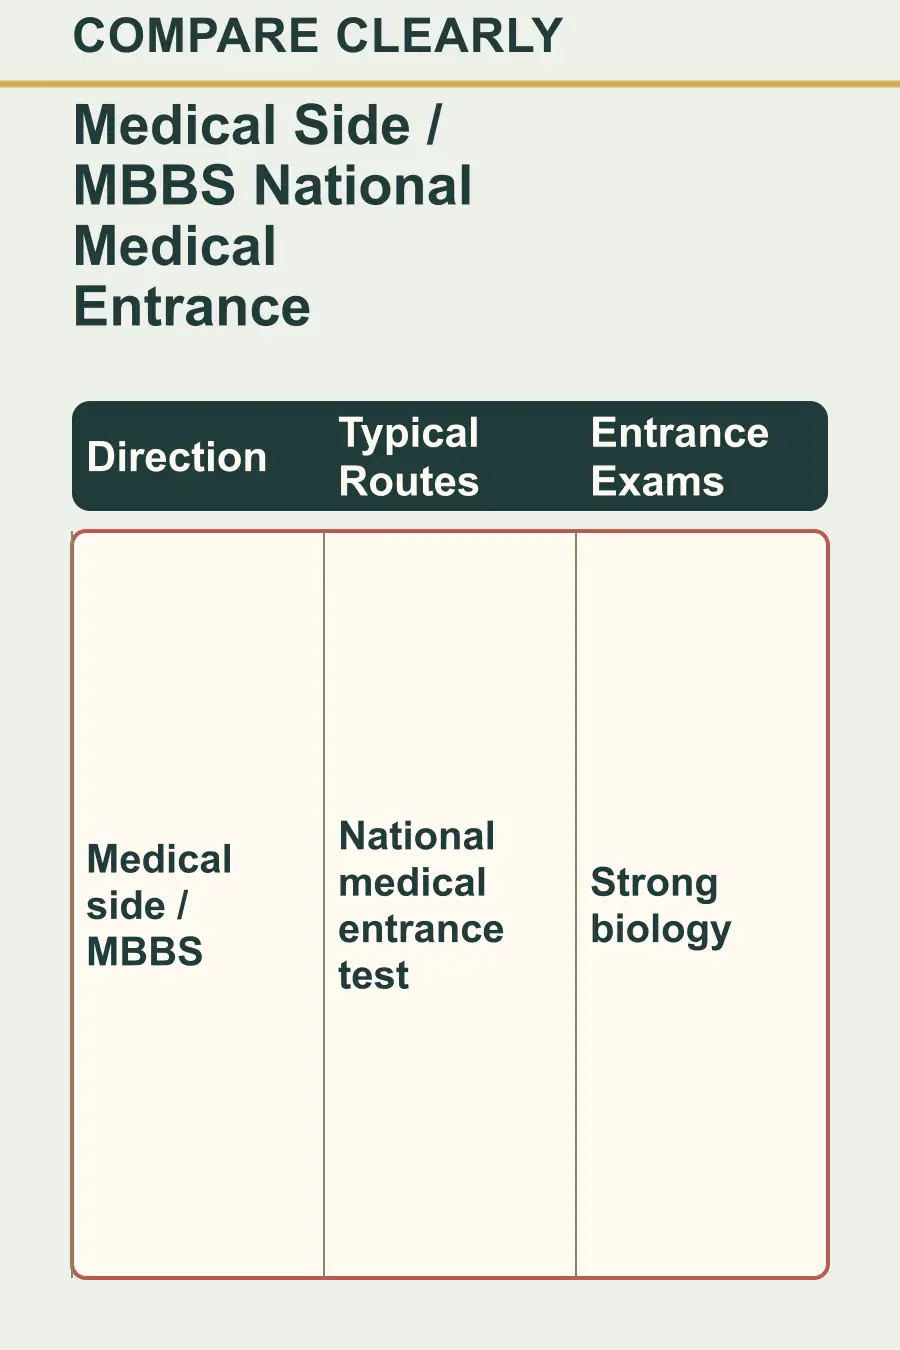 COMPARE CLEARLY
Medical Side /
MBBS National
Medical
Entrance
Direction
Typical
Routes
Entrance
Exams
Medical
side /
MBBS
National
medical
entrance
test
Strong
biology